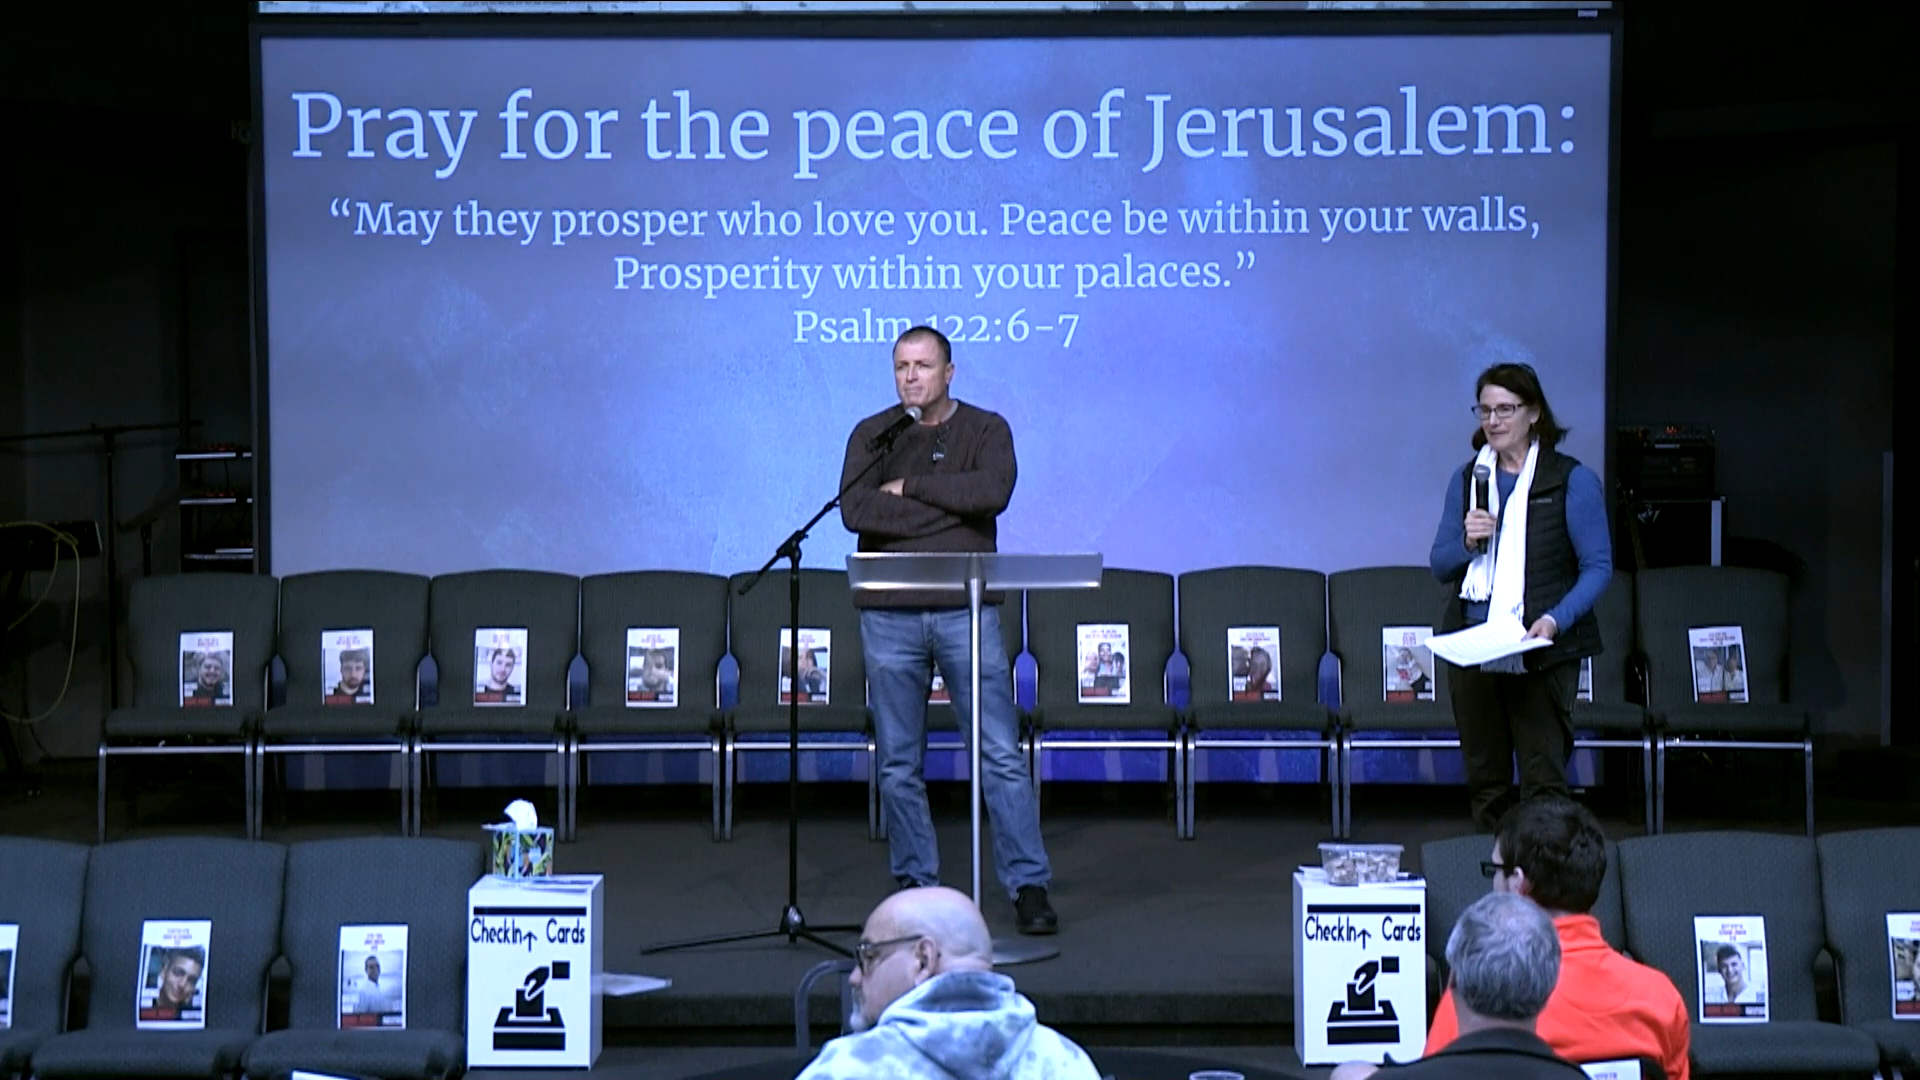 Pray for the peace of Jerusalem:
“May they prosper who love you. Peace be within your walls,
Prosperity within your palaces.”
Psalm 122:6-7
CheckIn↑ Cards
CheckIn↑ Cards